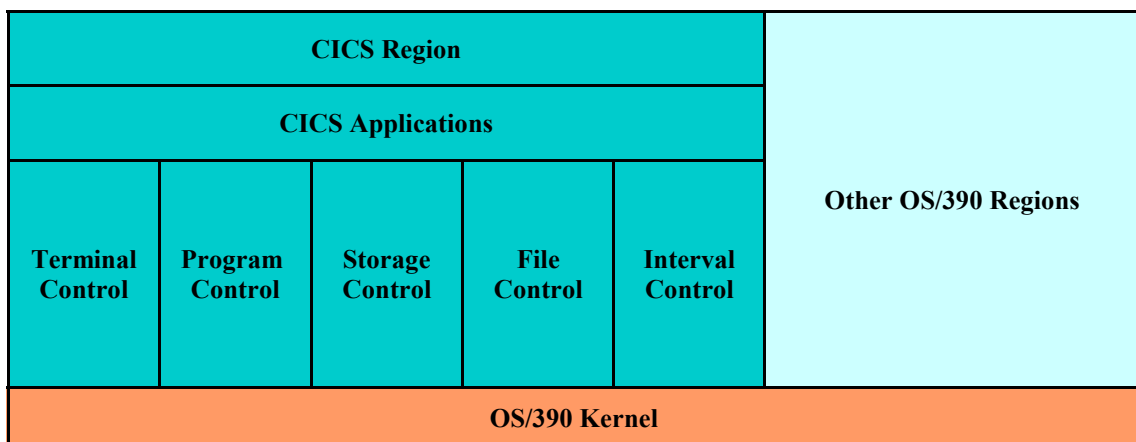 CICS Region
CICS Applications
Other OS/390 Regions
Terminal
Control
Program
Control
Storage
Control
File
Control
Interval
Control
OS/390 Kernel